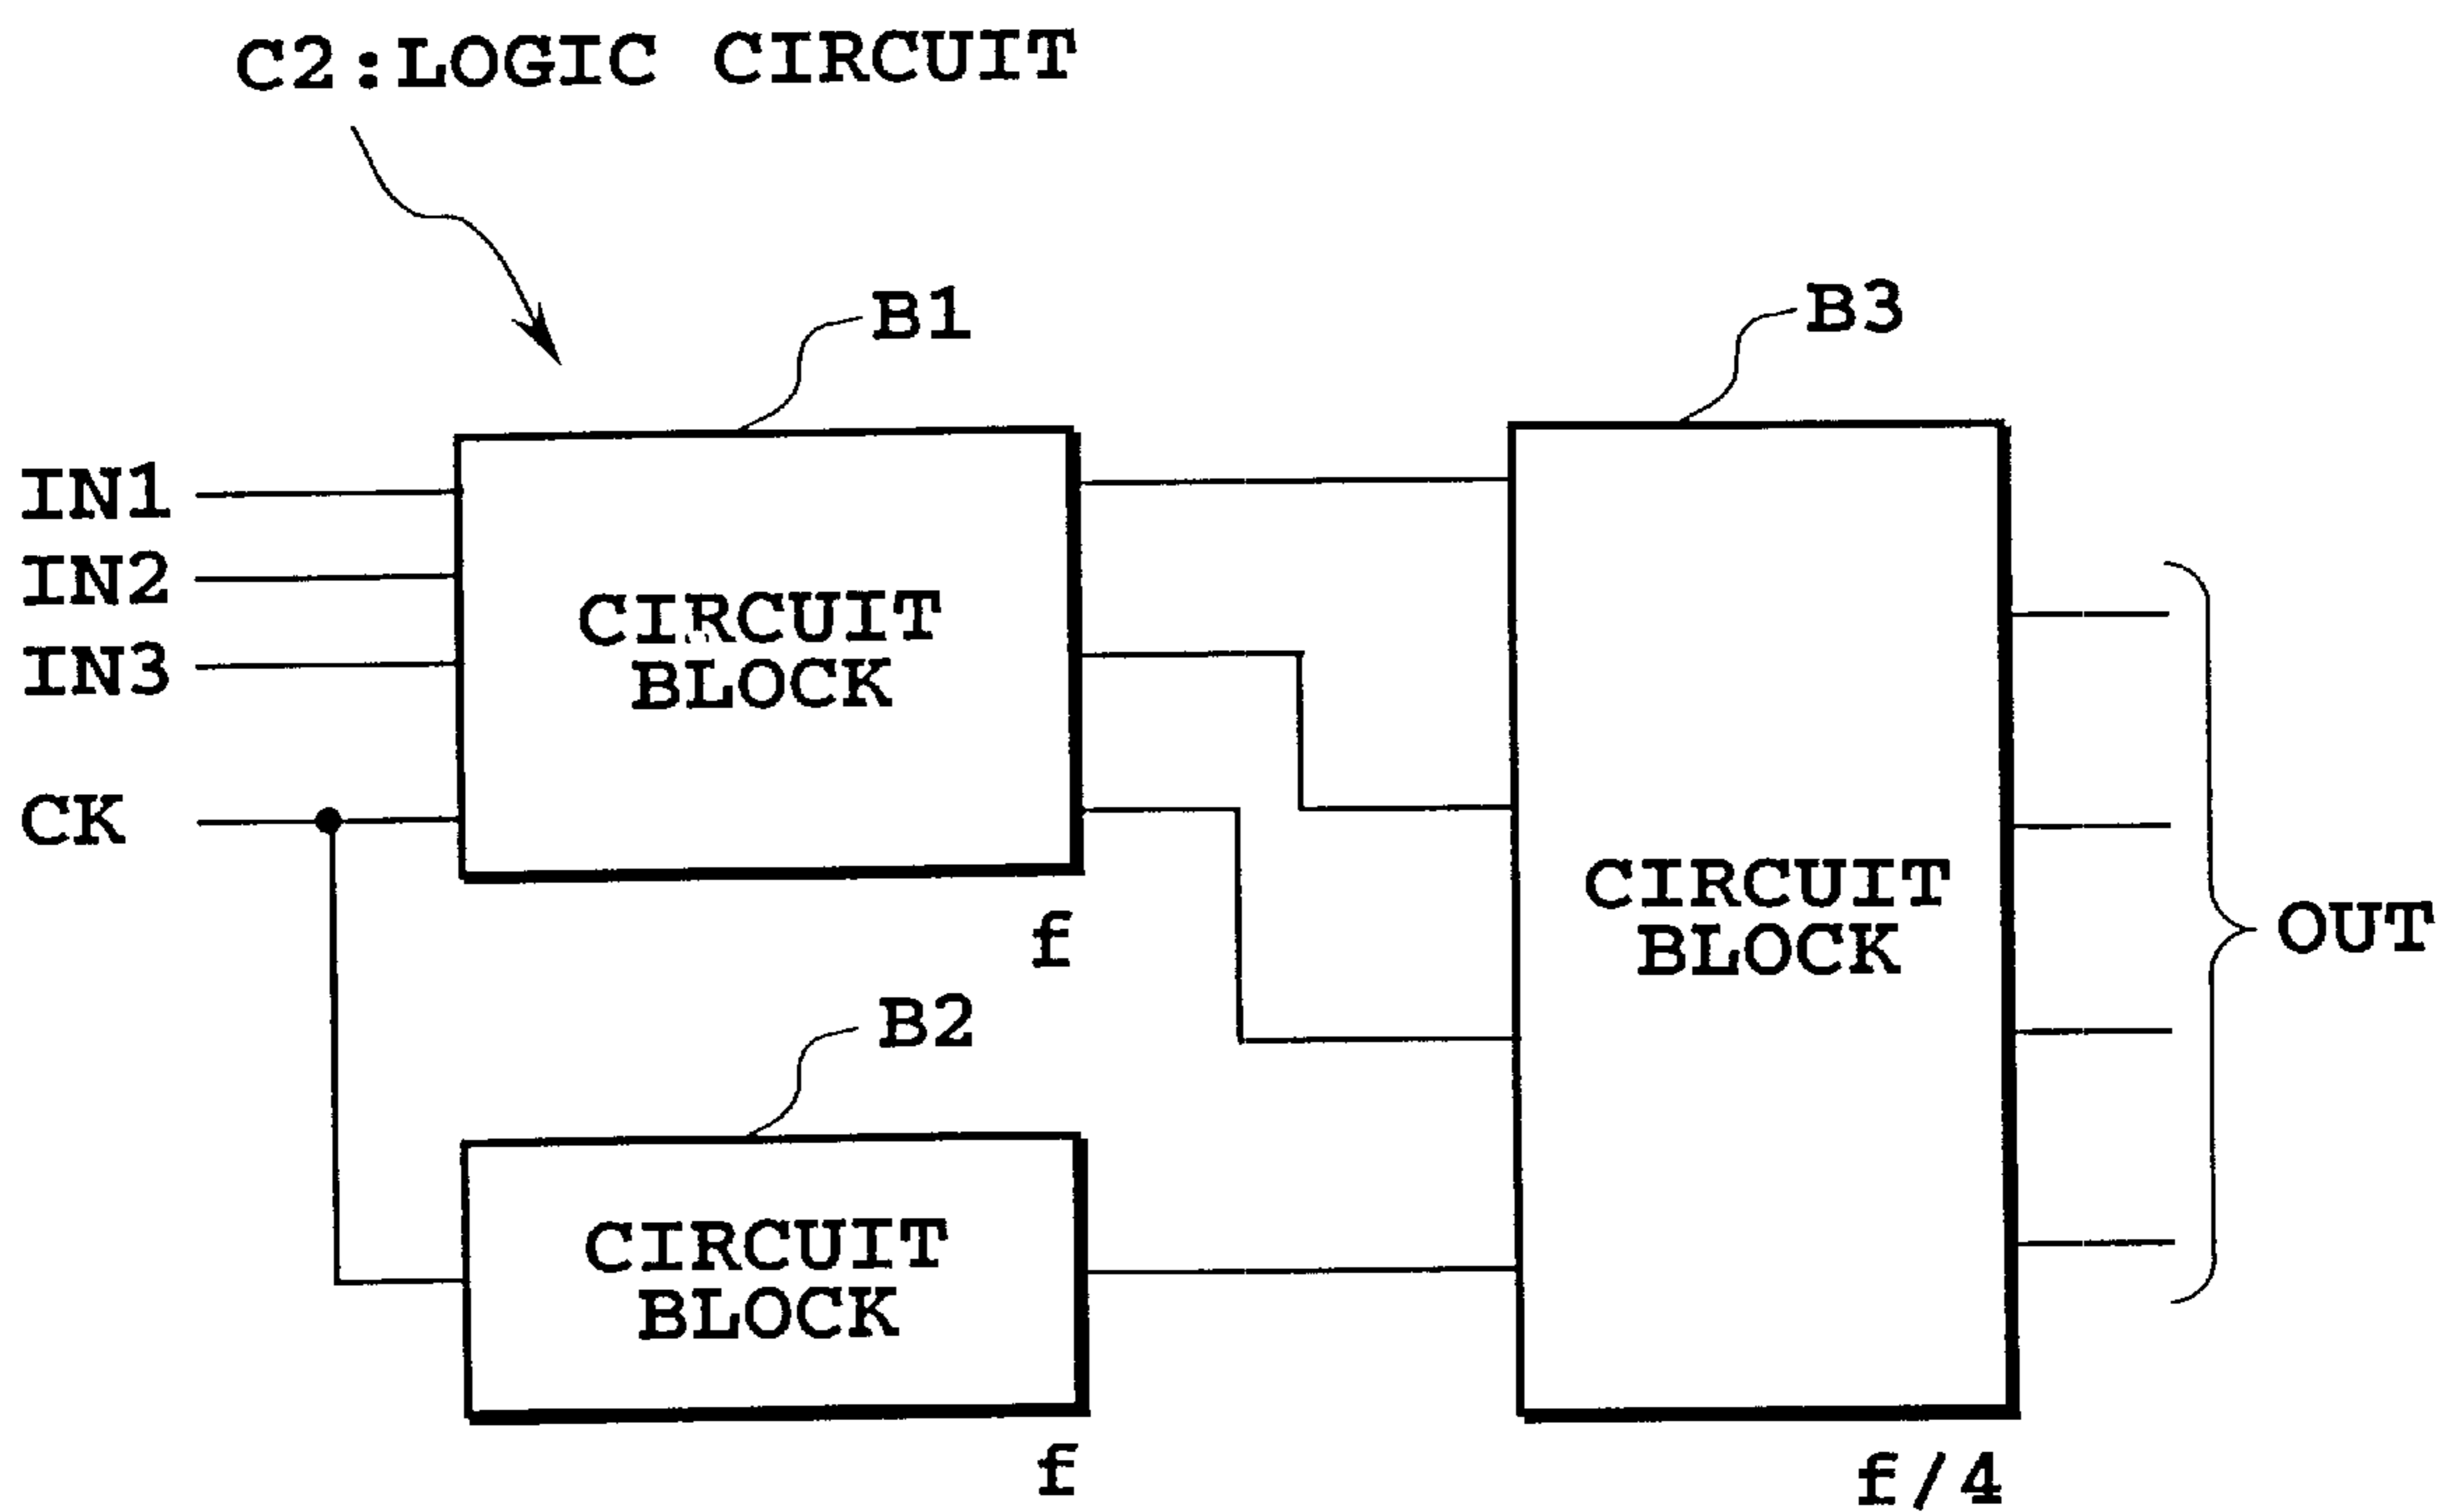 C2:LOGIC CIRCUIT
B1
B3
IN1
IN2
IN3
CK
CIRCUIT
BLOCK
f
CIRCUIT
BLOCK
OUT
B2
CIRCUIT
BLOCK
f
f/4